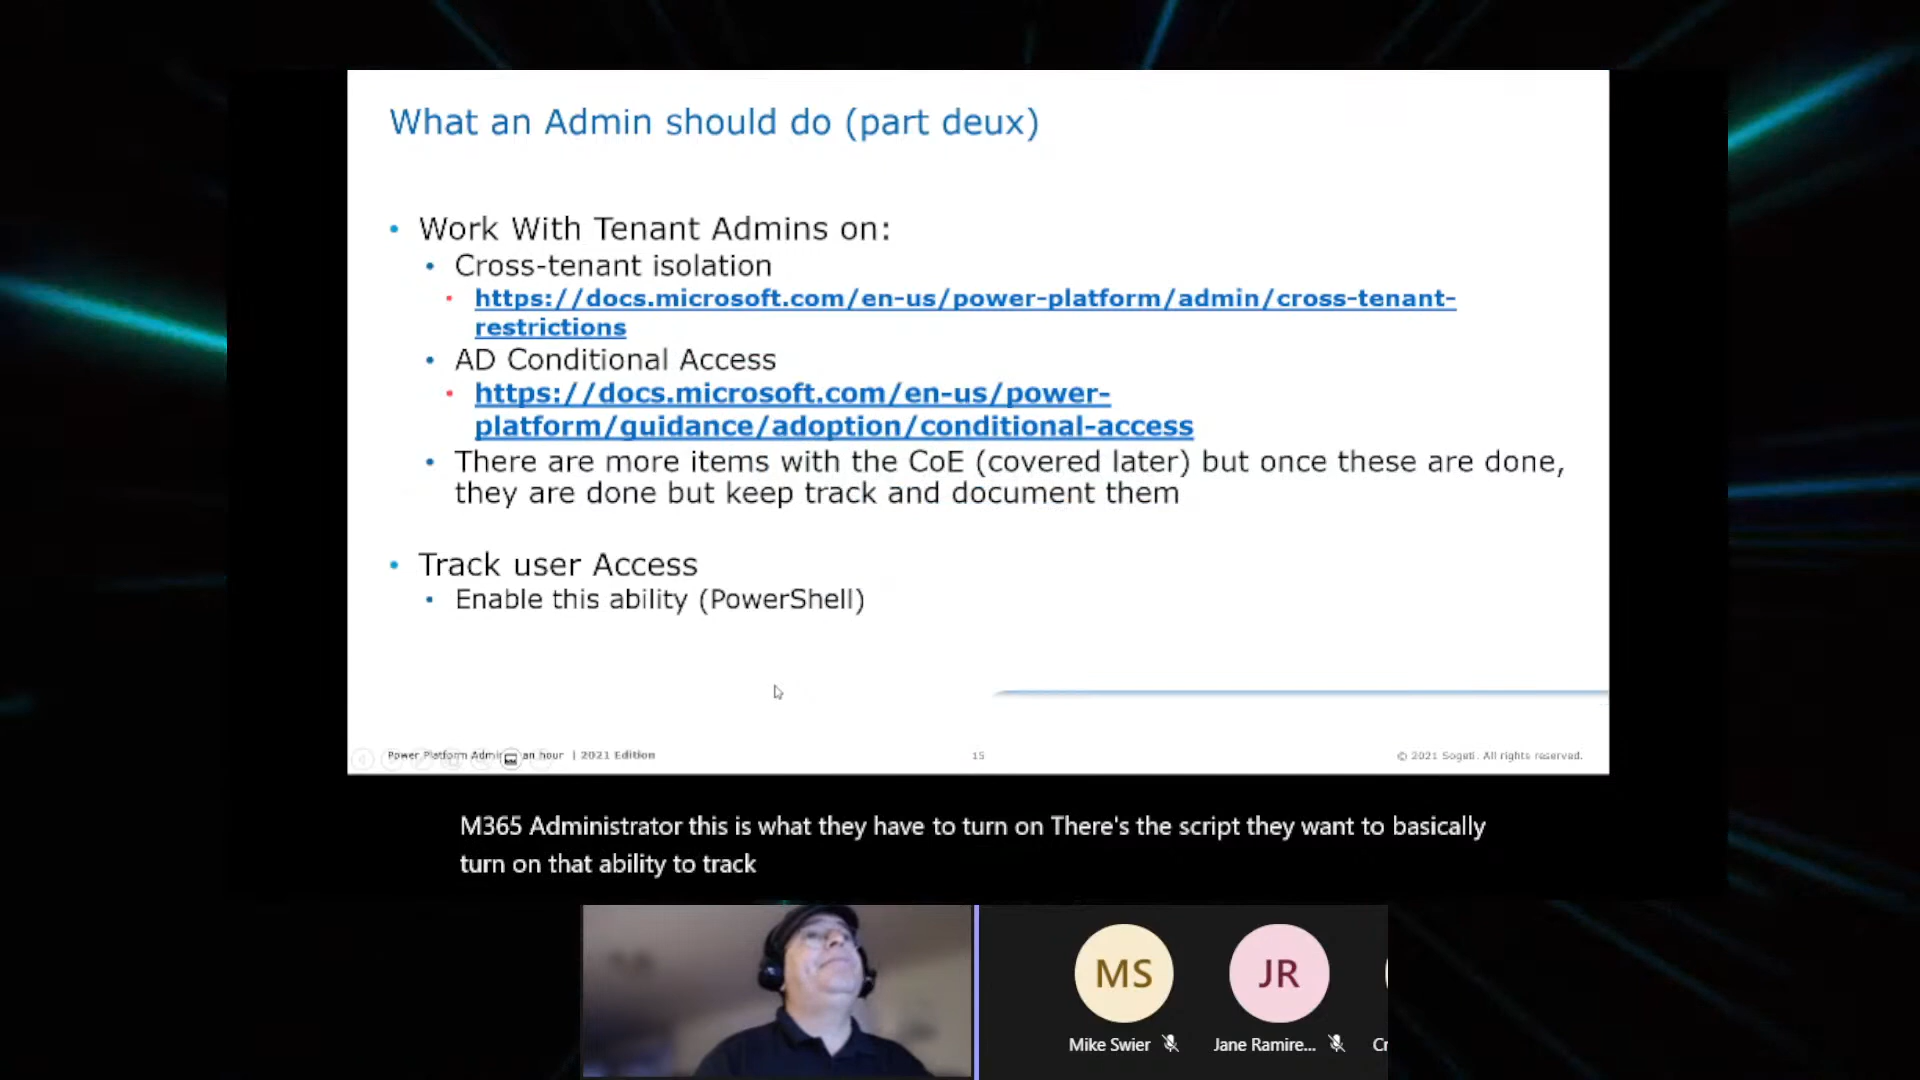 What an Admin should do (part deux)
• Work With Tenant Admins on:
• Cross-tenant isolation
• https://docs.microsoft.com/en-us/power-platform/admin/cross-tenant-
restrictions
• AD Conditional Access
• https://docs.microsoft.com/en-us/power-
platform/guidance/adoption/conditional-access
• There are more items with the CoE (covered later) but once these are done,
they are done but keep track and document them
• Track user Access
• Enable this ability (PowerShell)
Power Platform Admin an hour | 2021 Edition
15
© 2021 Sogeti. All rights reserved.
M365 Administrator this is what they have to turn on There's the script they want to basically
turn on that ability to track
MS
JR
Mike Swier
Jane Ramire...
Cr